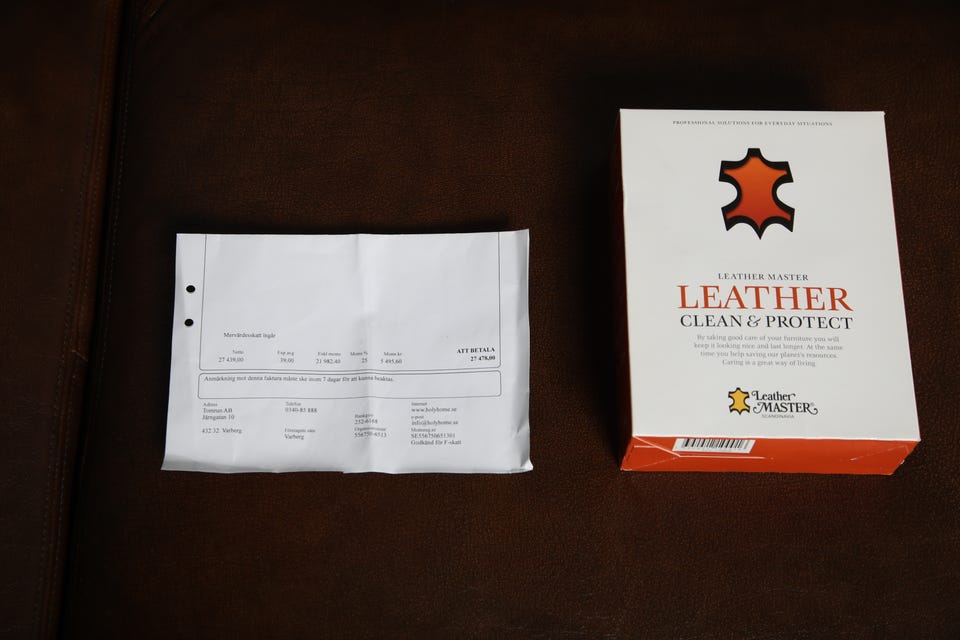 Mervärdesskatt ingår
Netto Exp.avg Exkl moms Moms % Moms kr ATT BETALA
27 439,00 39,00 21 982,40 25 5 495,60 27 478,00
Anmärkning mot denna faktura måste ske inom 7 dagar för att kunna beaktas.
Adress Telefon Internet
Tomrun AB 0340-83 888 www.holyhome.se
Järngatan 10 Bankgiro e-post
252-6168 info@holyhome.se
Företagets säte Organisationsnr Momsreg.nr
432 32 Varberg Varberg 556750-6513 SE556750651301
Godkänd för F-skatt
PROFESSIONAL SOLUTIONS FOR EVERYDAY SITUATIONS
LEATHER MASTER
LEATHER
CLEAN & PROTECT
By taking good care of your furniture you will
keep it looking nice and last longer. At the same
time you help saving our planet's resources.
Caring is a great way of living.
Leather
MASTER®
SCANDINAVIA